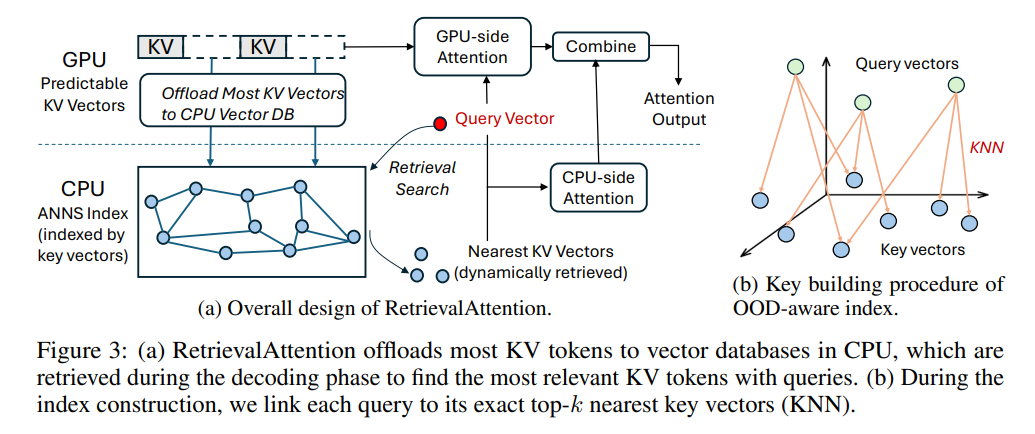 GPU
Predictable
KV Vectors
KV
KV
Offload Most KV Vectors
to CPU Vector DB
GPU-side
Attention
Combine
Attention
Output
Query Vector
Retrieval
Search
CPU
ANNS Index
(indexed by
key vectors)
CPU-side
Attention
Nearest KV Vectors
(dynamically retrieved)
(a) Overall design of RetrievalAttention.
Query vectors
KNN
Key vectors
(b) Key building procedure of
OOD-aware index.
Figure 3: (a) RetrievalAttention offloads most KV tokens to vector databases in CPU, which are
retrieved during the decoding phase to find the most relevant KV tokens with queries. (b) During the
index construction, we link each query to its exact top-k nearest key vectors (KNN).